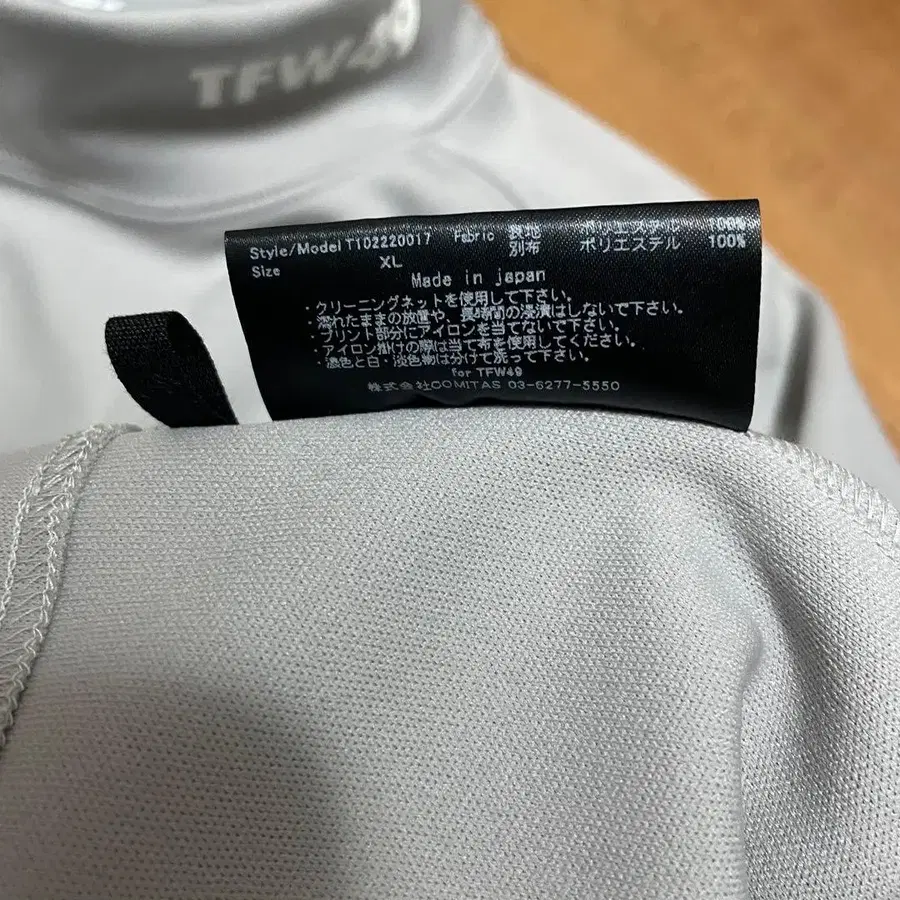 TFW49
Style/Model T102220017 Fabric 表地 ポリエステル 100%
Size XL 別布 ポリエステル 100%
Made in japan
・クリーニングネットを使用して下さい。
・濡れたままの放置や、長時間の浸漬はしないで下さい。
・プリント部分にアイロンを当てないで下さい。
・アイロン掛けの際は当て布を使用してください。
・濃色と白・淡色物は分けて洗って下さい。
for TFW49
株式会社COMITAS 03-6277-5550